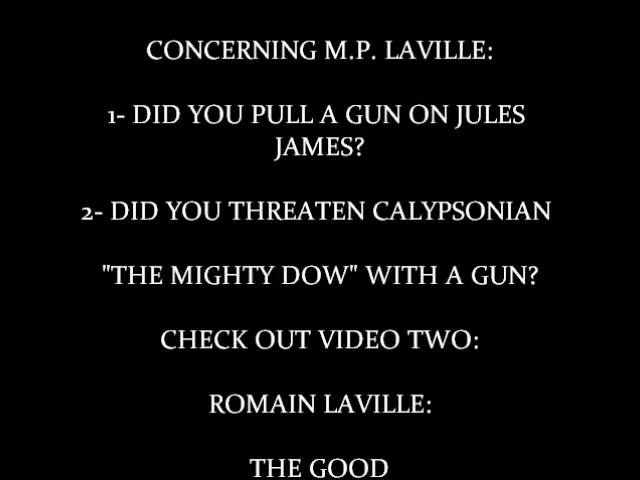 CONCERNING M.P. LAVILLE:
1- DID YOU PULL A GUN ON JULES
JAMES?
2- DID YOU THREATEN CALYPSONIAN
"THE MIGHTY DOW" WITH A GUN?
CHECK OUT VIDEO TWO:
ROMAIN LAVILLE:
THE GOOD